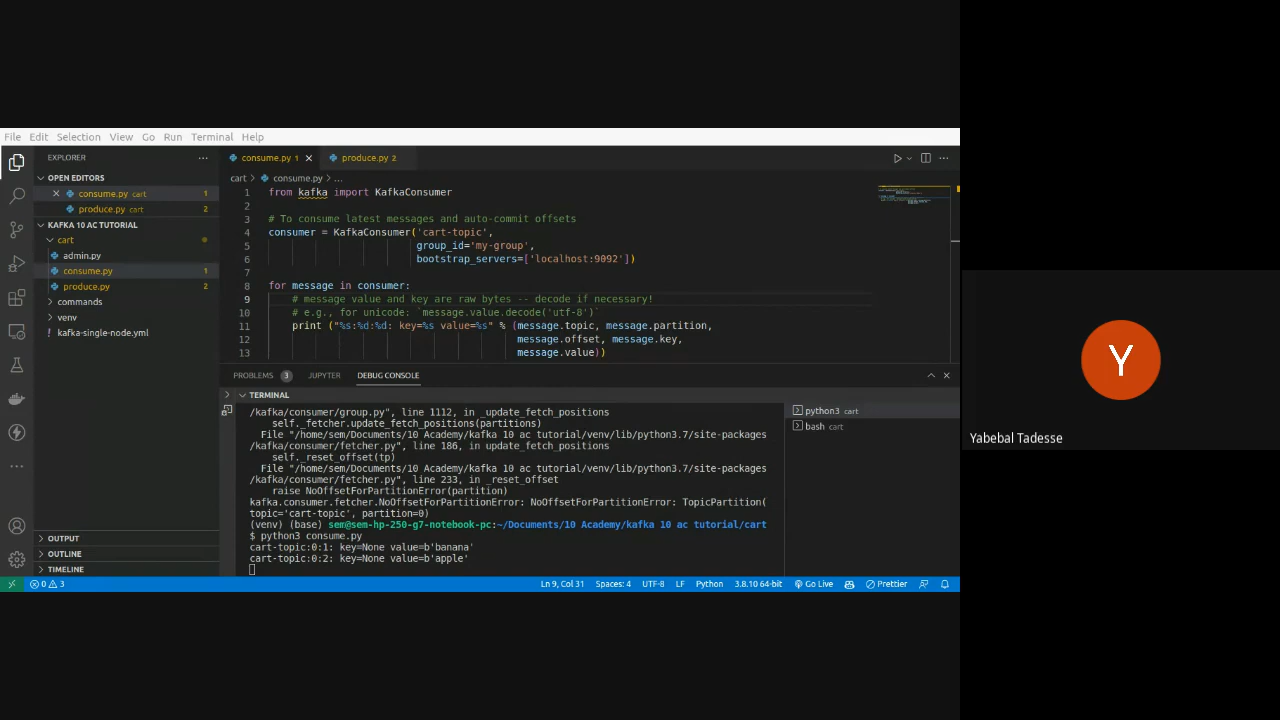 File Edit Selection View Go Run Terminal Help
EXPLORER ...
OPEN EDITORS
consume.py cart 1
produce.py cart 2
KAFKA 10 AC TUTORIAL
cart
admin.py
consume.py 1
produce.py 2
commands
venv
kafka-single-node.yml
OUTPUT
OUTLINE
TIMELINE
consume.py 1 produce.py 2
cart > consume.py > ...
1 from kafka import KafkaConsumer
2
3 # To consume latest messages and auto-commit offsets
4 consumer = KafkaConsumer('cart-topic',
5 group_id='my-group',
6 bootstrap_servers=['localhost:9092'])
7
8 for message in consumer:
9 # message value and key are raw bytes -- decode if necessary!
10 # e.g., for unicode: `message.value.decode('utf-8')`
11 print ("%s:%d:%d: key=%s value=%s" % (message.topic, message.partition,
12 message.offset, message.key,
13 message.value))
PROBLEMS 3 JUPYTER DEBUG CONSOLE
TERMINAL
/kafka/consumer/group.py", line 1112, in _update_fetch_positions
self._fetcher.update_fetch_positions(partitions)
File "/home/sem/Documents/10 Academy/kafka 10 ac tutorial/venv/lib/python3.7/site-packages
/kafka/consumer/fetcher.py", line 186, in update_fetch_positions
self._reset_offset(tp)
File "/home/sem/Documents/10 Academy/kafka 10 ac tutorial/venv/lib/python3.7/site-packages
/kafka/consumer/fetcher.py", line 233, in _reset_offset
raise NoOffsetForPartitionError(partition)
kafka.consumer.fetcher.NoOffsetForPartitionError: NoOffsetForPartitionError: TopicPartition(
topic='cart-topic', partition=0)
(venv) (base) sem@sem-hp-250-g7-notebook-pc:~/Documents/10 Academy/kafka 10 ac tutorial/cart
$ python3 consume.py
cart-topic:0:1: key=None value=b'banana'
cart-topic:0:2: key=None value=b'apple'
python3 cart
bash cart
0 3 Ln 9, Col 31 Spaces: 4 UTF-8 LF Python 3.8.10 64-bit Go Live Prettier
Y
Yabebal Tadesse